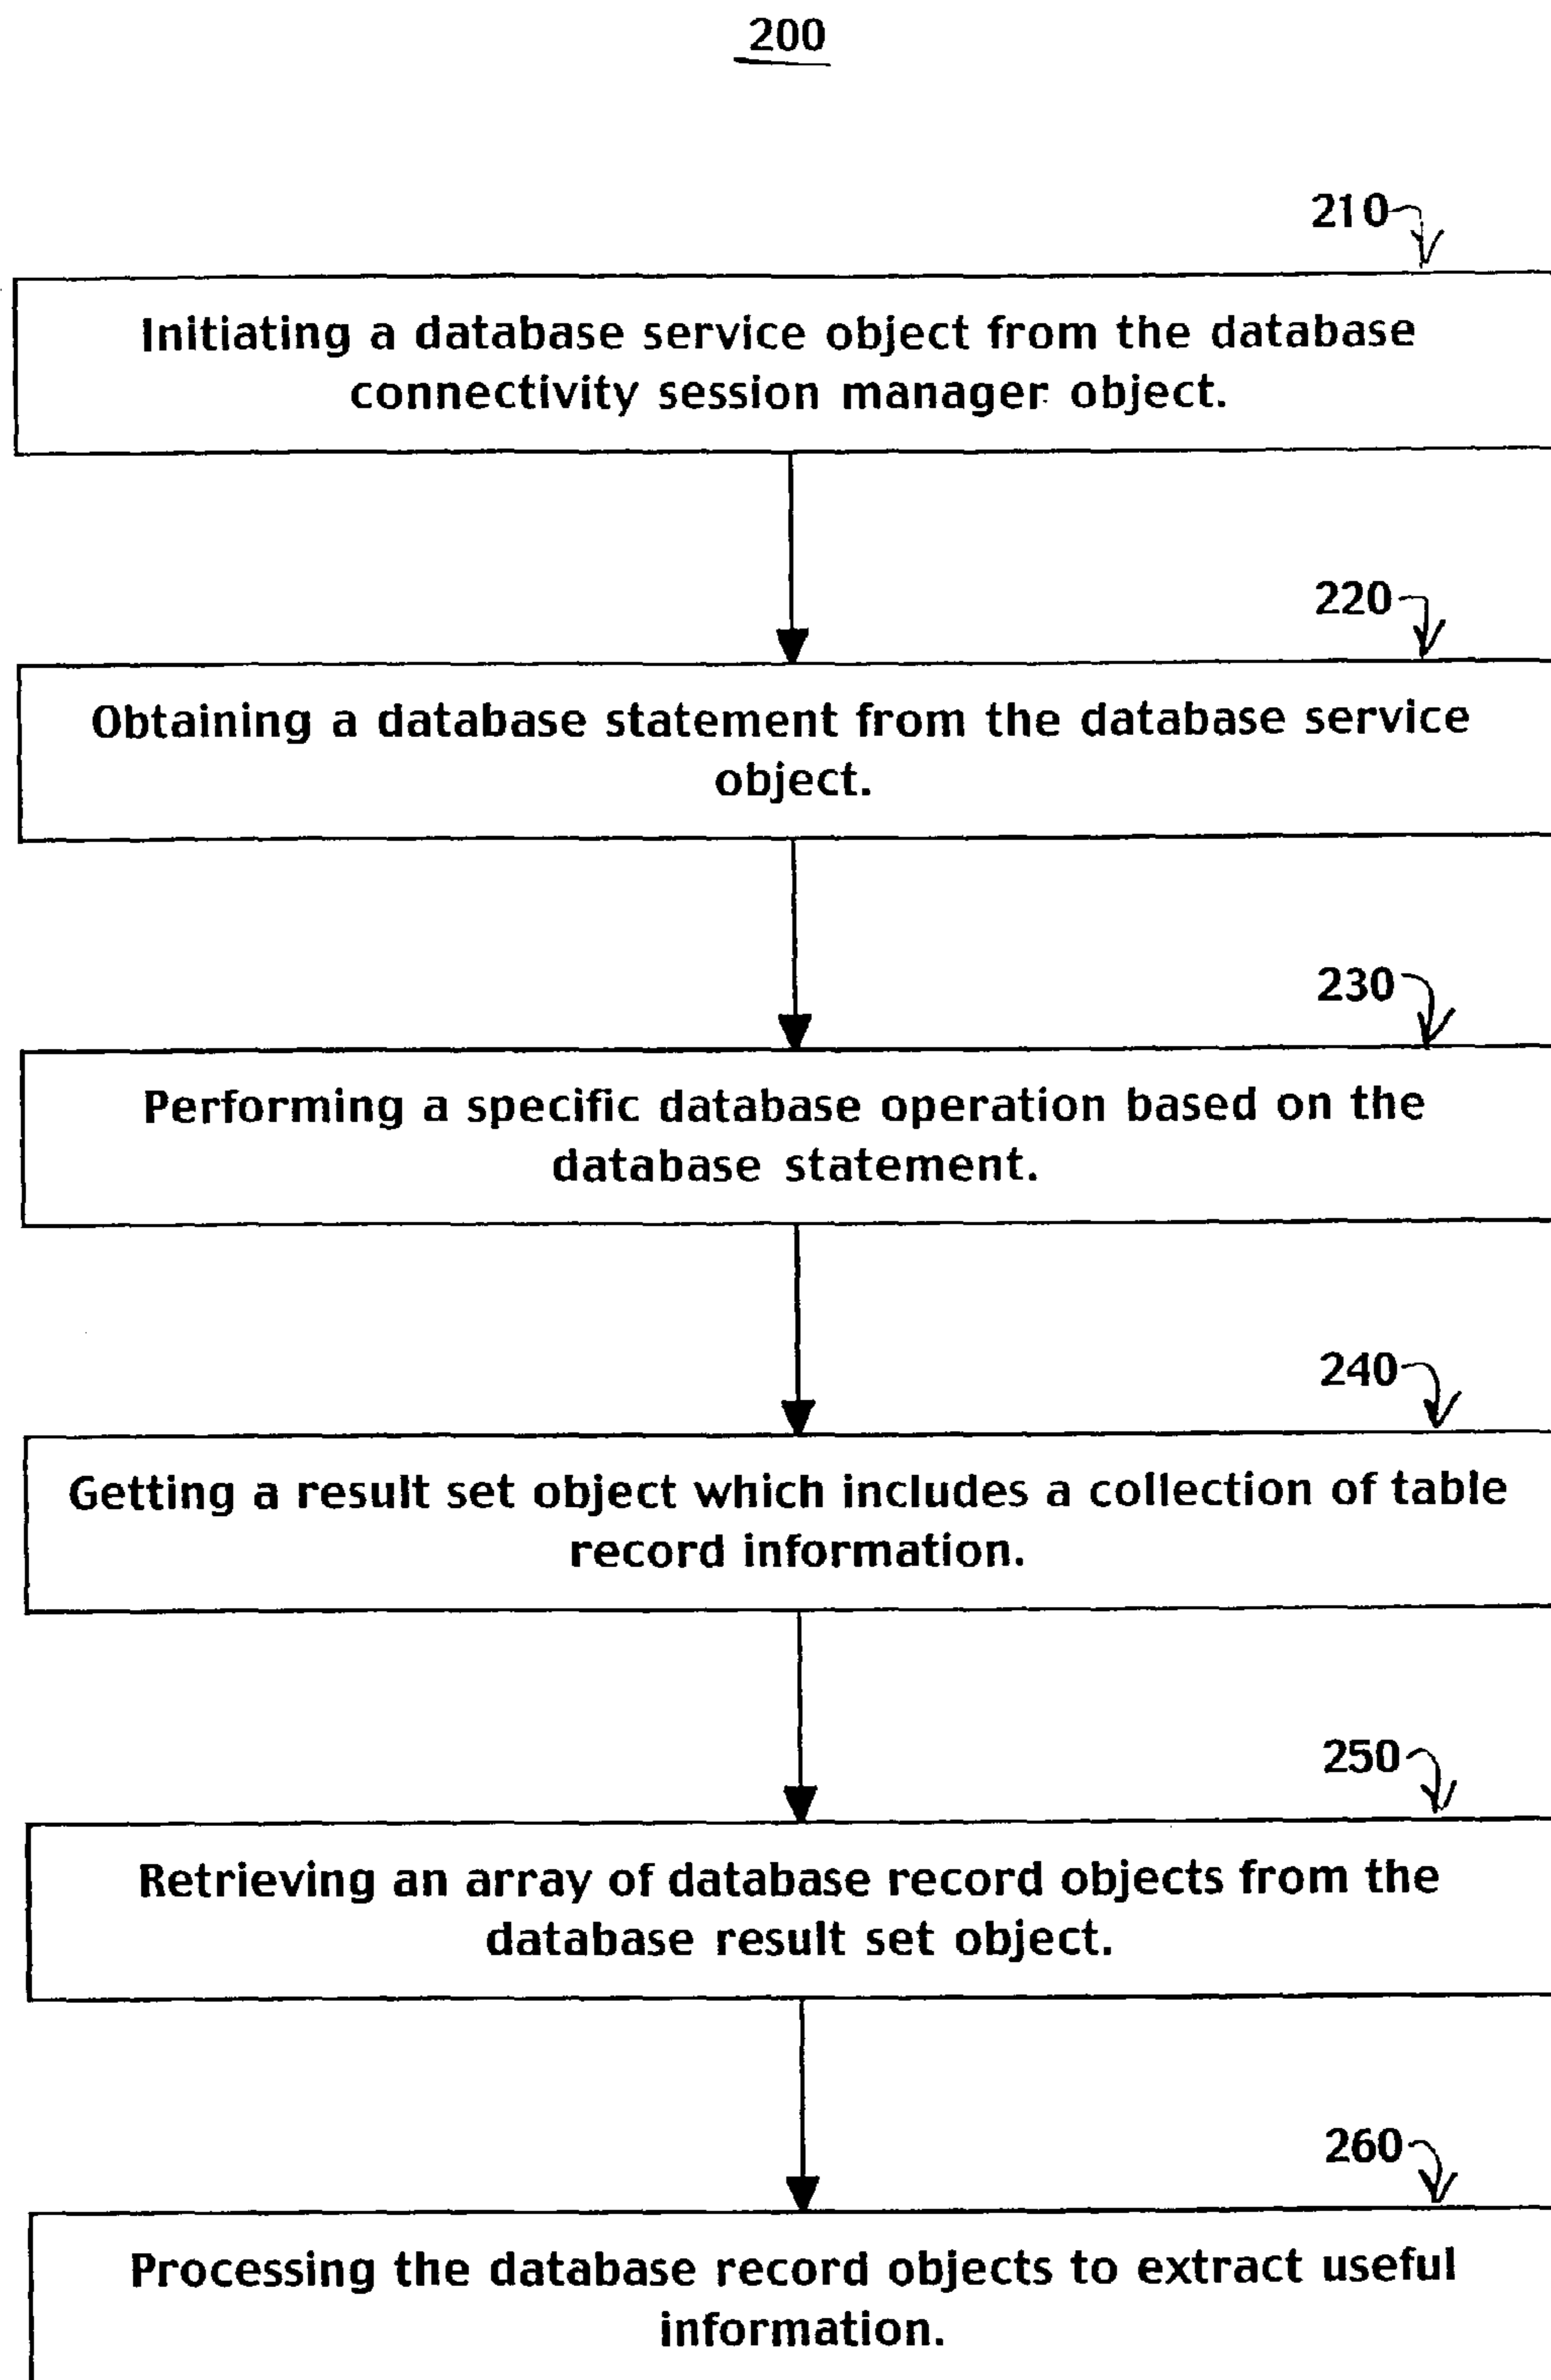 200
210
Initiating a database service object from the database
connectivity session manager object.
220
Obtaining a database statement from the database service
object.
230
Performing a specific database operation based on the
database statement.
240
Getting a result set object which includes a collection of table
record information.
250
Retrieving an array of database record objects from the
database result set object.
260
Processing the database record objects to extract useful
information.